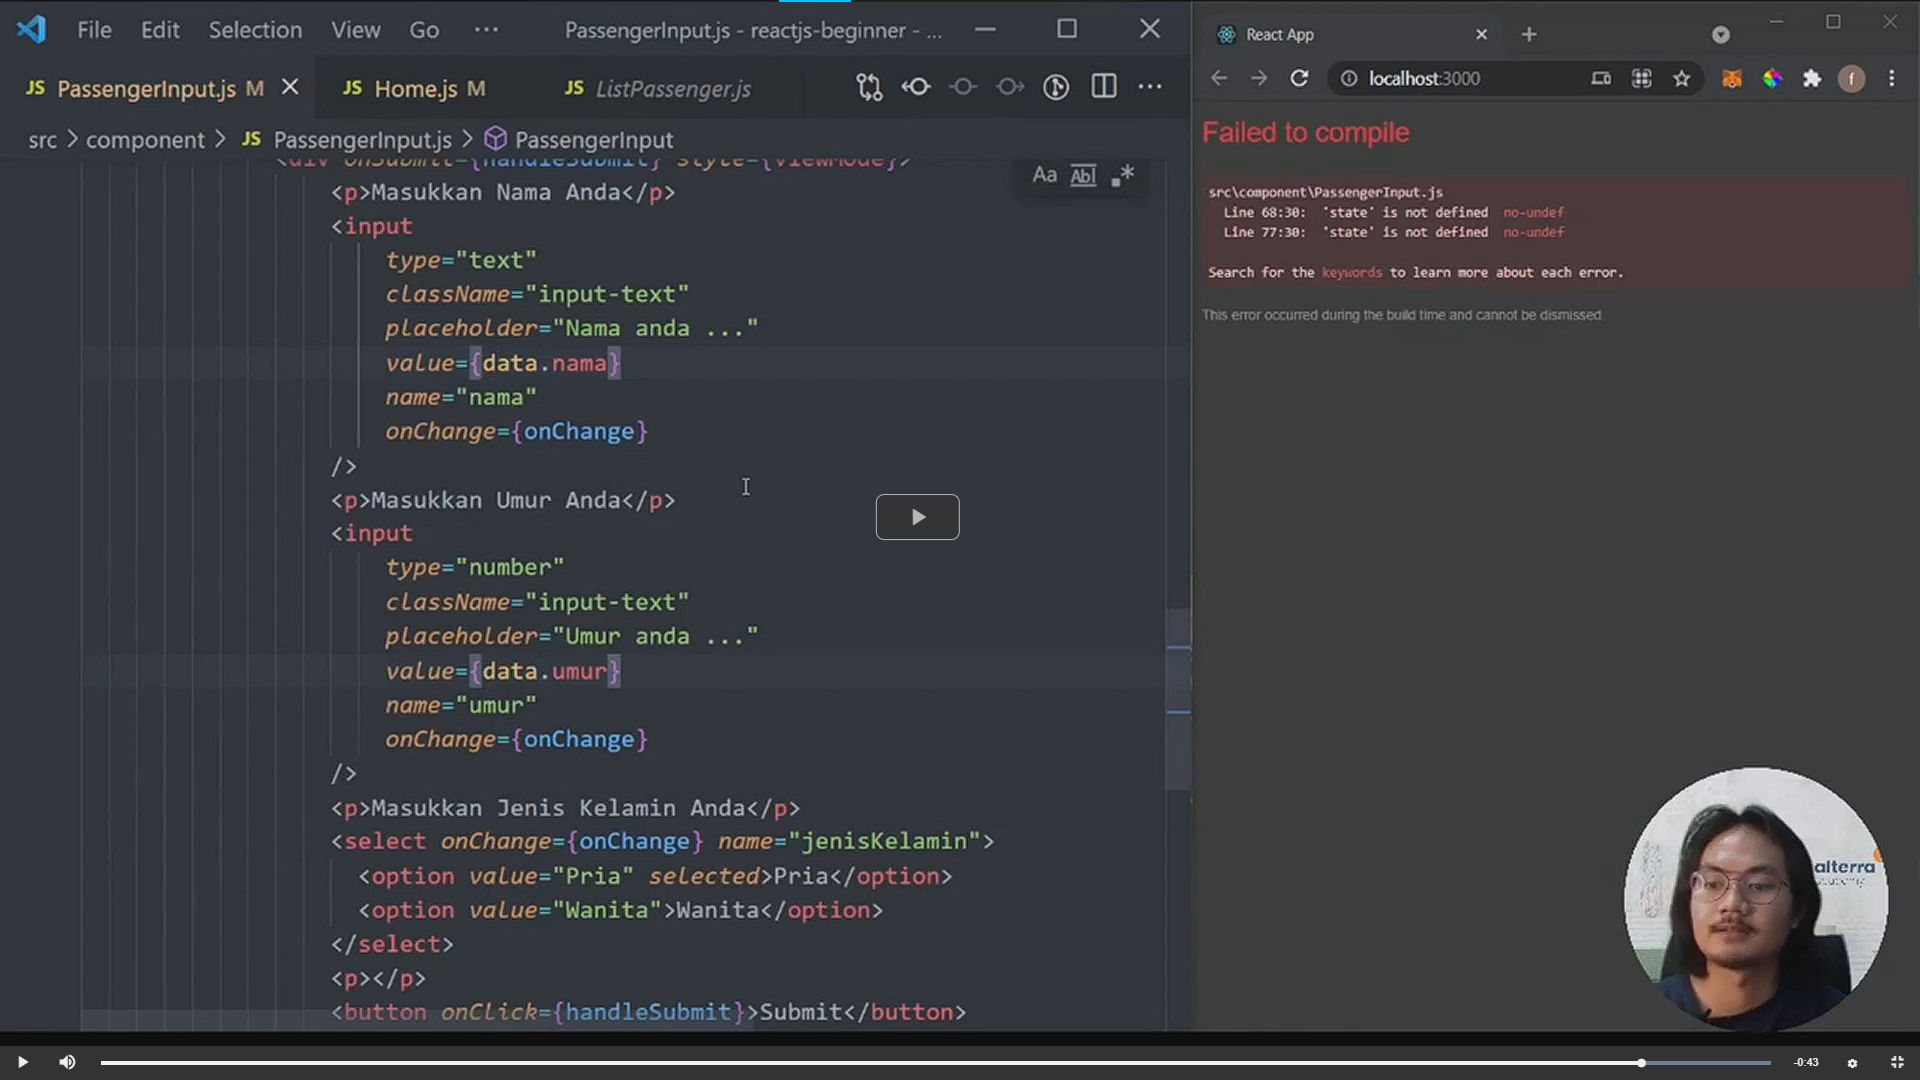 File Edit Selection View Go ··· PassengerInput.js - reactjs-beginner - ...
JS PassengerInput.js M JS Home.js M JS ListPassenger.js
src > component > JS PassengerInput.js > PassengerInput
<div onSubmit={handleSubmit} style={viewMode}>
Aa Abl .*
<p>Masukkan Nama Anda</p>
<input
type="text"
className="input-text"
placeholder="Nama anda ..."
value={data.nama}
name="nama"
onChange={onChange}
/>
<p>Masukkan Umur Anda</p>
<input
type="number"
className="input-text"
placeholder="Umur anda ..."
value={data.umur}
name="umur"
onChange={onChange}
/>
<p>Masukkan Jenis Kelamin Anda</p>
<select onChange={onChange} name="jenisKelamin">
<option value="Pria" selected>Pria</option>
<option value="Wanita">Wanita</option>
</select>
<p></p>
<button onClick={handleSubmit}>Submit</button>
React App
localhost:3000
f
Failed to compile
src\component\PassengerInput.js
Line 68:30: 'state' is not defined no-undef
Line 77:30: 'state' is not defined no-undef
Search for the keywords to learn more about each error.
This error occurred during the build time and cannot be dismissed.
alterra
academy
-0:43